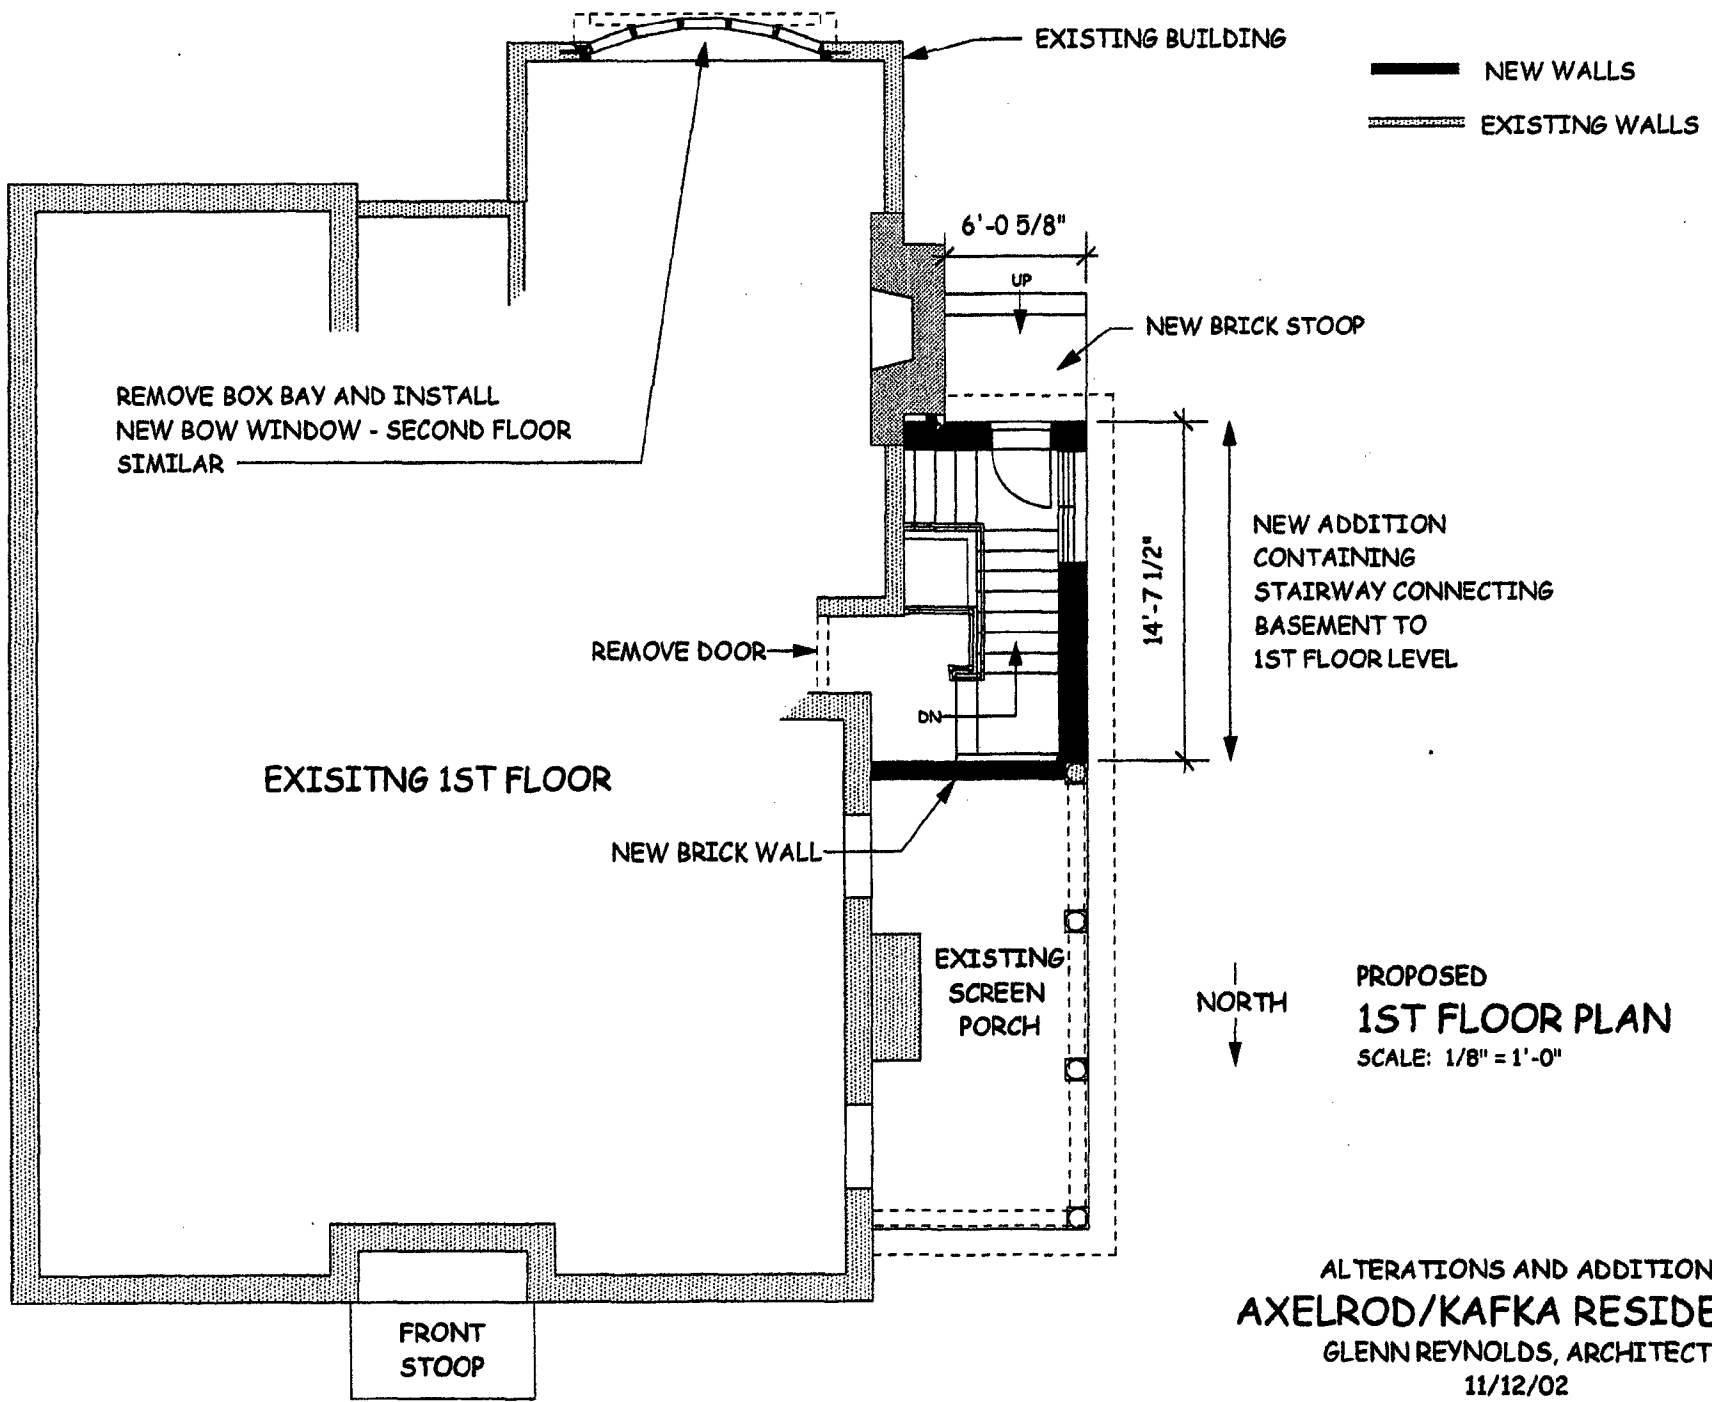 EXISTING BUILDING
NEW WALLS
EXISTING WALLS
6'-0 5/8"
UP
NEW BRICK STOOP
REMOVE BOX BAY AND INSTALL
NEW BOW WINDOW - SECOND FLOOR
SIMILAR
14'-7 1/2"
NEW ADDITION
CONTAINING
STAIRWAY CONNECTING
BASEMENT TO
1ST FLOOR LEVEL
REMOVE DOOR
DN
EXISITNG 1ST FLOOR
NEW BRICK WALL
EXISTING
SCREEN
PORCH
NORTH
PROPOSED
1ST FLOOR PLAN
SCALE: 1/8" = 1'-0"
FRONT
STOOP
ALTERATIONS AND ADDITION
AXELROD/KAFKA RESIDE
GLENN REYNOLDS, ARCHITECT
11/12/02